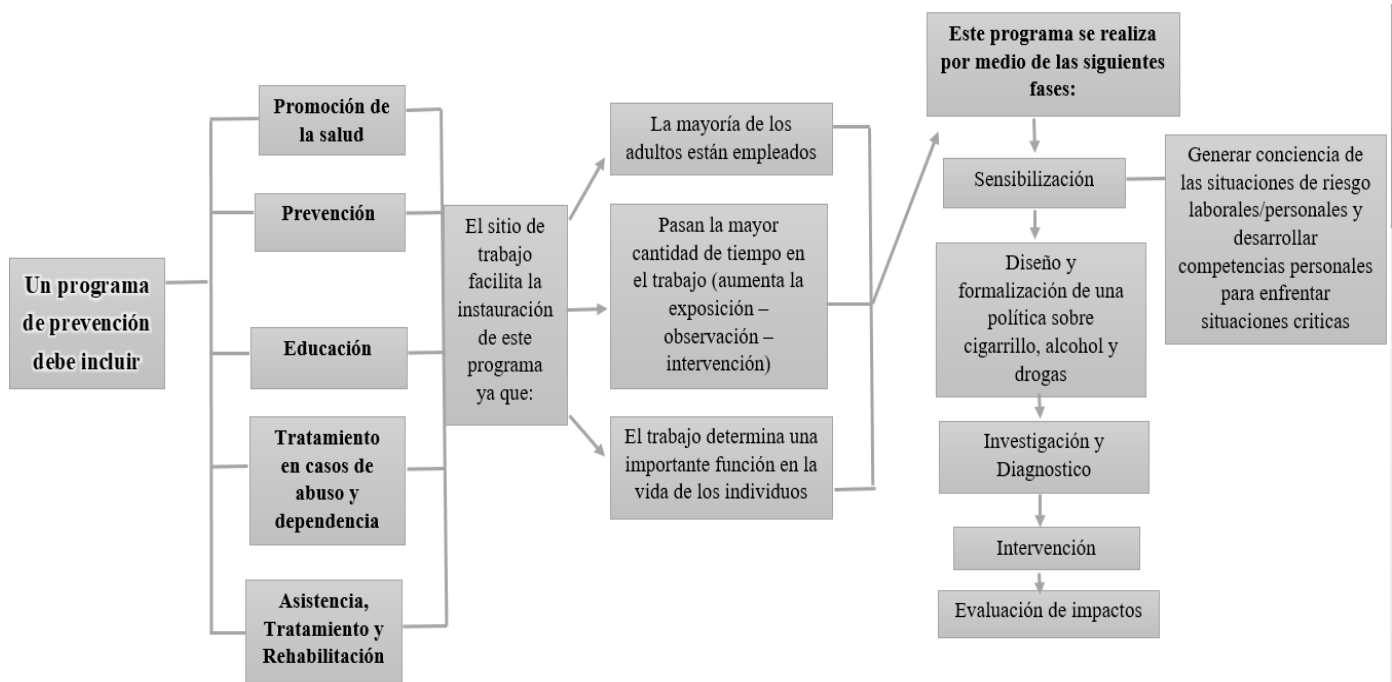 Un programa
de prevención
debe incluir
Promoción de
la salud
Prevención
Educación
Tratamiento
en casos de
abuso y
dependencia
Asistencia,
Tratamiento y
Rehabilitación
El sitio de
trabajo
facilita la
instauración
de este
programa
ya que:
La mayoría de los
adultos están empleados
Pasan la mayor
cantidad de tiempo en
el trabajo (aumenta la
exposición –
observación –
intervención)
El trabajo determina una
importante función en la
vida de los individuos
Este programa se realiza
por medio de las siguientes
fases:
Sensibilización
Generar conciencia de
las situaciones de riesgo
laborales/personales y
desarrollar
competencias personales
para enfrentar
situaciones criticas
Diseño y
formalización de una
política sobre
cigarrillo, alcohol y
drogas
Investigación y
Diagnostico
Intervención
Evaluación de impactos